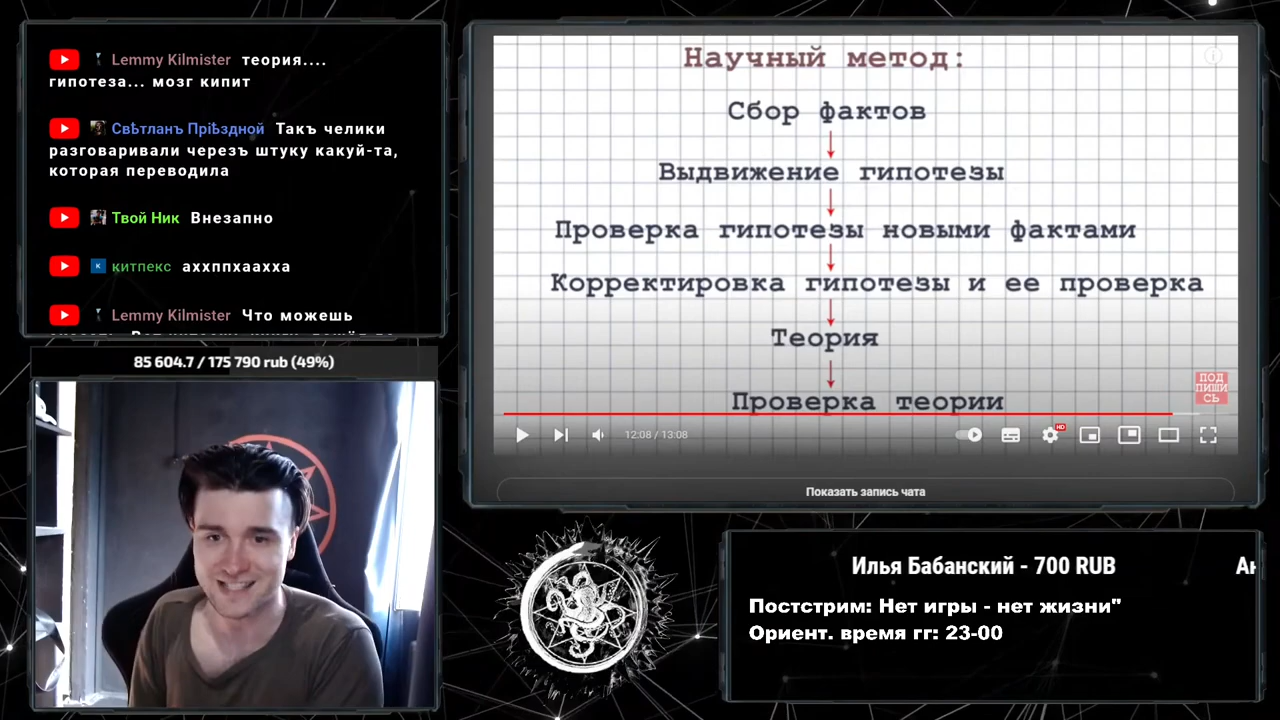 Lemmy Kilmister теория....
гипотеза... мозг кипит
Свѣтланъ Прiѣздной Такъ челики
разговаривали черезъ штуку какуй-та,
которая переводила
Твой Ник Внезапно
К китпекс аххппхаахха
Lemmy Kilmister Что можешь
85 604.7 / 175 790 rub (49%)
Научный метод:
Сбор фактов
Выдвижение гипотезы
Проверка гипотезы новыми фактами
Корректировка гипотезы и ее проверка
Теория
Проверка теории
ПОД
ПИШИ
СЬ
12:08 / 13:08
HD
Показать запись чата
Илья Бабанский - 700 RUB
Постстрим: Нет игры - нет жизни"
Ориент. время гг: 23-00